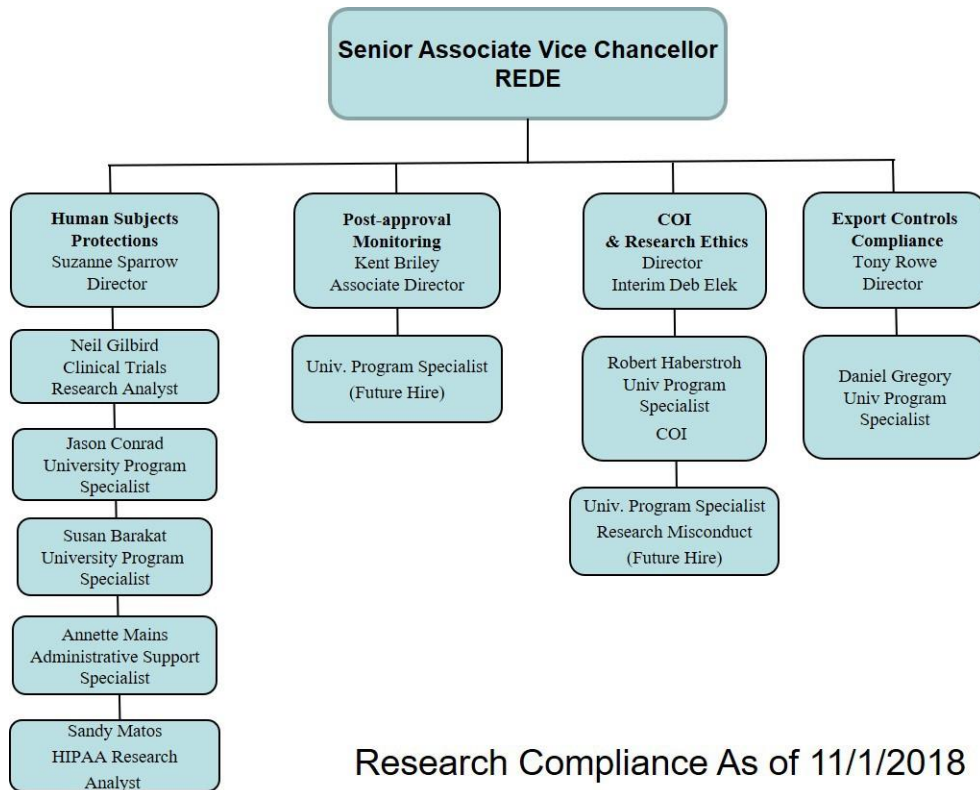 Senior Associate Vice Chancellor
REDE
Human Subjects
Protections
Suzanne Sparrow
Director
Neil Gilbird
Clinical Trials
Research Analyst
Jason Conrad
University Program
Specialist
Susan Barakat
University Program
Specialist
Annette Mains
Administrative Support
Specialist
Sandy Matos
HIPAA Research
Analyst
Post-approval
Monitoring
Kent Briley
Associate Director
Univ. Program Specialist
(Future Hire)
COI
& Research Ethics
Director
Interim Deb Elek
Robert Haberstroh
Univ Program
Specialist
COI
Univ. Program Specialist
Research Misconduct
(Future Hire)
Export Controls
Compliance
Tony Rowe
Director
Daniel Gregory
Univ Program
Specialist
Research Compliance As of 11/1/2018